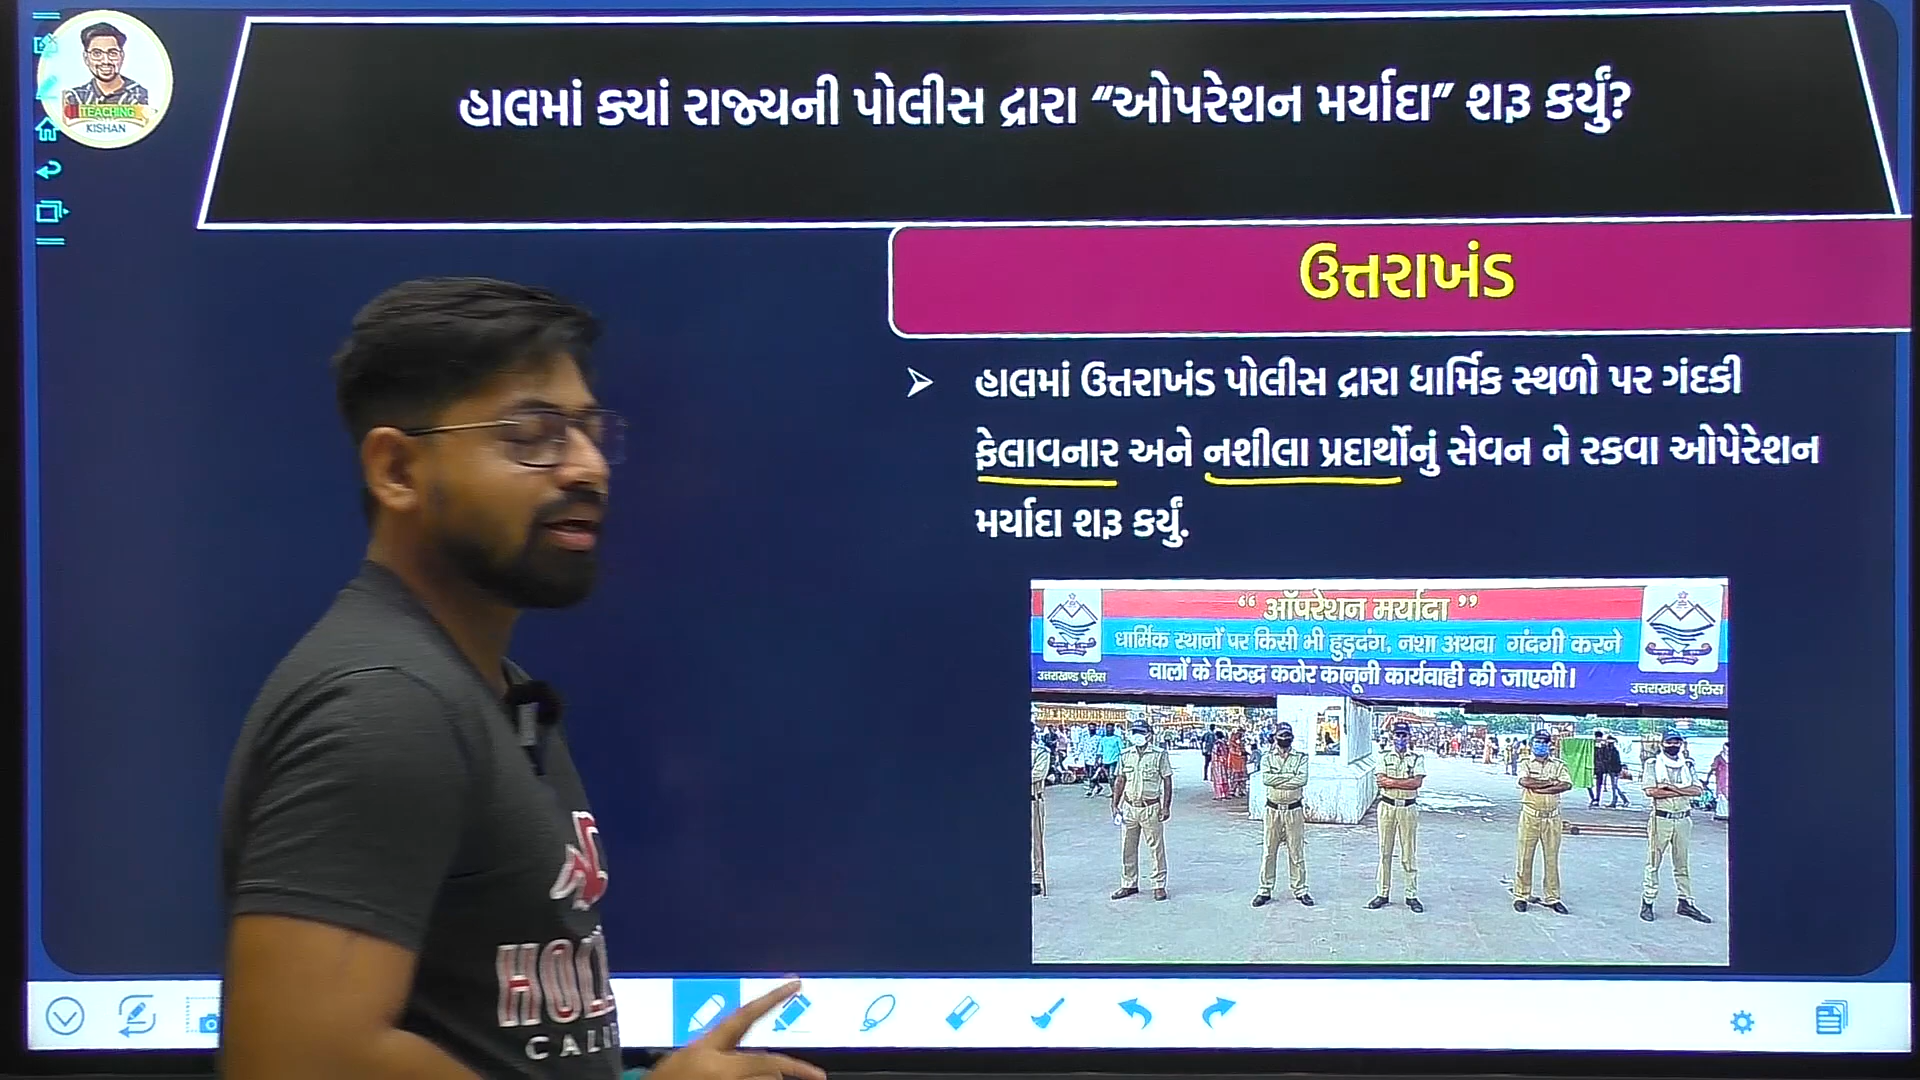 હાલમાં ક્યાં રાજ્યની પોલીસ દ્રારા “ઓપરેશન મર્યાદા” શરૂ કર્યું?
TEACHING
KISHAN
ઉત્તરાખંડ
➢ હાલમાં ઉત્તરાખંડ પોલીસ દ્રારા ધાર્મિક સ્થળો પર ગંદકી
ફેલાવનાર અને નશીલા પ્રદાર્થોનું સેવન ને રકવા ઓપેરેશન
મર્યાદા શરૂ કર્યું.
“ ऑपरेशन मर्यादा ”
धार्मिक स्थानों पर किसी भी हुड़दंग, नशा अथवा गंदगी करने
वालों के विरुद्ध कठोर कानूनी कार्यवाही की जाएगी।
उत्तराखण्ड पुलिस
उत्तराखण्ड पुलिस